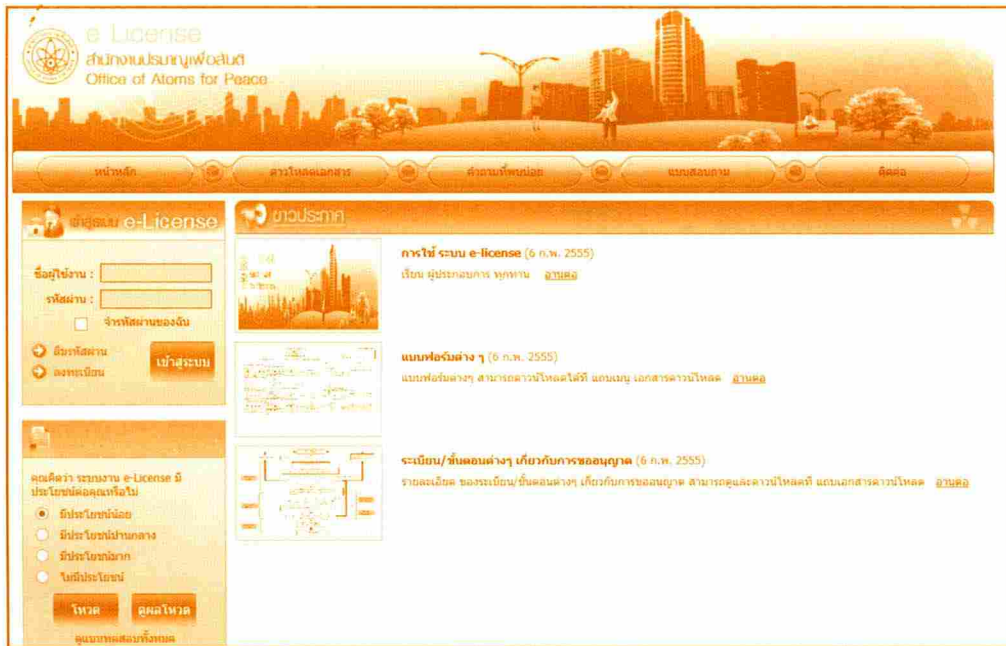 e License
สำนักงานปรมาณูเพื่อสันติ
Office of Atoms for Peace
หน้าหลัก
ดาวโหลดเอกสาร
คำถามที่พบบ่อย
แบบสอบถาม
ติดต่อ
เข้าสู่ระบบ e-License
ชื่อผู้ใช้งาน :
รหัสผ่าน :
จำรหัสผ่านของฉัน
ลืมรหัสผ่าน
ลงทะเบียน
เข้าสู่ระบบ
คุณคิดว่า ระบบงาน e-License มี
ประโยชน์ต่อคุณหรือไม่
มีประโยชน์น้อย
มีประโยชน์ปานกลาง
มีประโยชน์มาก
ไม่มีประโยชน์
โหวต
ดูผลโหวต
ดูแบบทดสอบทั้งหมด
ข่าวประกาศ
การใช้ ระบบ e-license (6 ก.พ. 2555)
เรียน ผู้ประกอบการ ทุกท่าน อ่านต่อ
แบบฟอร์มต่าง ๆ (6 ก.พ. 2555)
แบบฟอร์มต่างๆ สามารถดาวน์โหลดได้ที่ แถบเมนู เอกสารดาวน์โหลด อ่านต่อ
ระเบียบ/ขั้นตอนต่างๆ เกี่ยวกับการขออนุญาต (6 ก.พ. 2555)
รายละเอียด ของระเบียบ/ขั้นตอนต่างๆ เกี่ยวกับการขออนุญาต สามารถดูและดาวน์โหลดที่ แถบเอกสารดาวน์โหลด อ่านต่อ